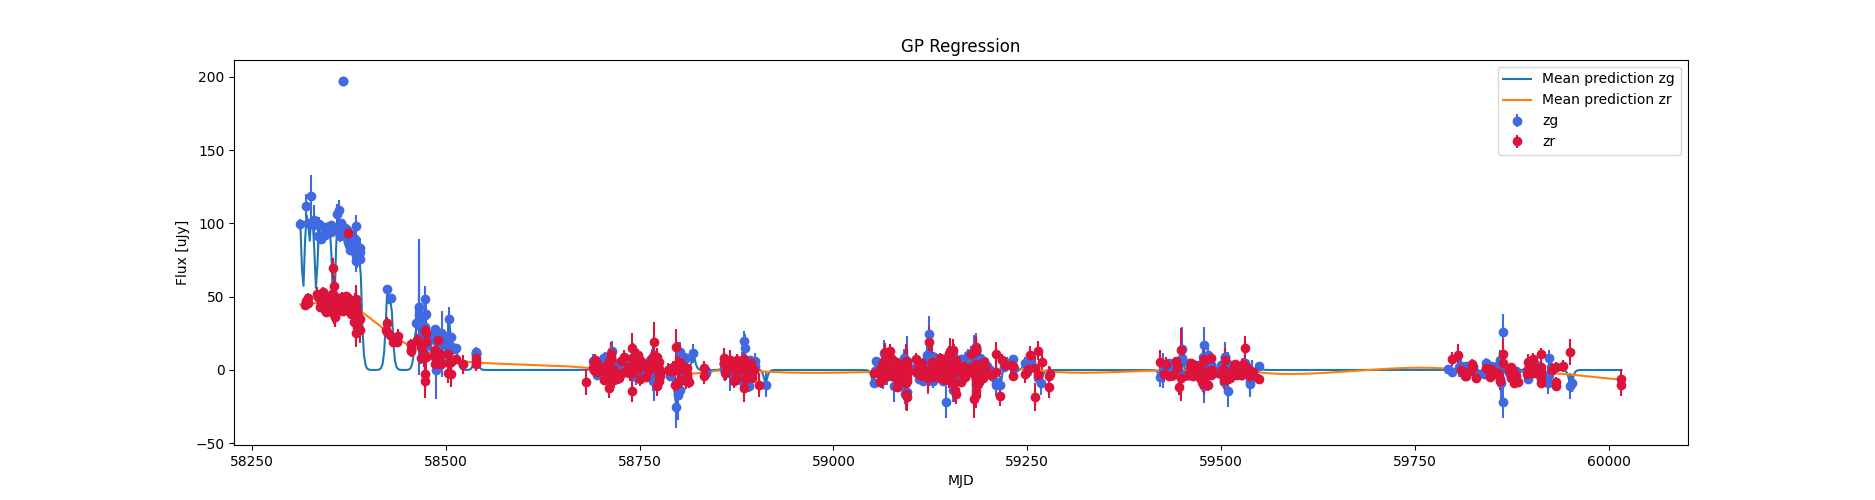 GP Regression
200
150
100
50
0
−50
Flux [uJy]
Mean prediction zg
Mean prediction zr
zg
zr
58250
58500
58750
59000
59250
59500
59750
60000
MJD